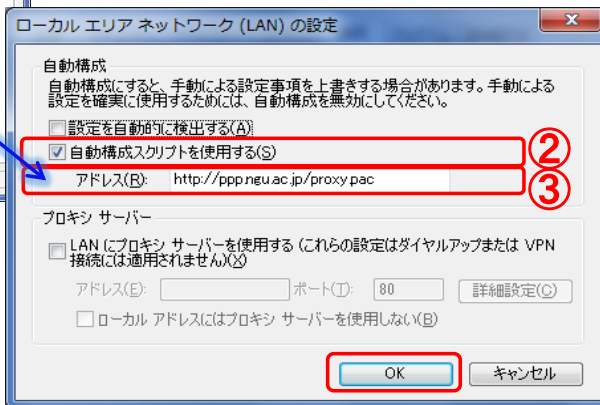 ローカル エリア ネットワーク (LAN) の設定
自動構成
自動構成にすると、手動による設定事項を上書きする場合があります。手動による
設定を確実に使用するためには、自動構成を無効にしてください。
設定を自動的に検出する(A)
自動構成スクリプトを使用する(S)
②
アドレス(R): http://ppp.ngu.ac.jp/proxy.pac
③
プロキシ サーバー
LAN にプロキシ サーバーを使用する (これらの設定はダイヤルアップまたは VPN
接続には適用されません)(X)
アドレス(E): ポート(T): 80 詳細設定(C)
ローカル アドレスにはプロキシ サーバーを使用しない(B)
OK キャンセル